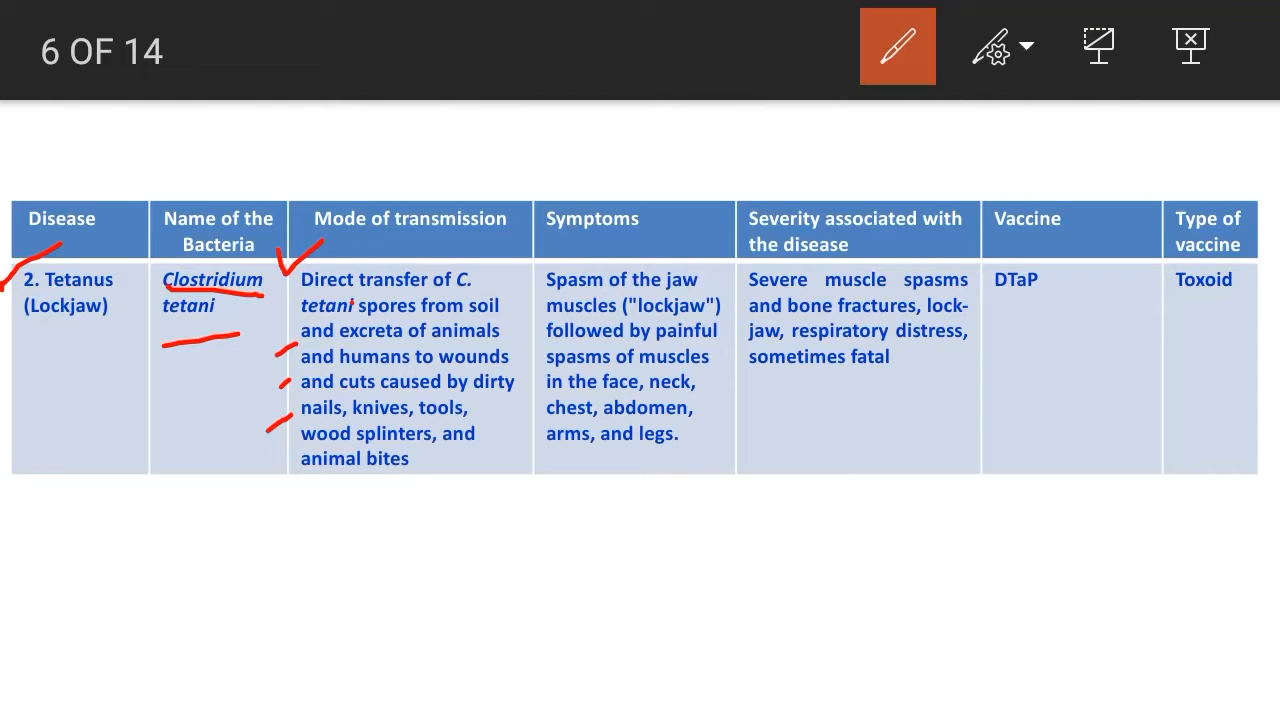 6 OF 14
Disease
Name of the
Bacteria
Mode of transmission
Symptoms
Severity associated with
the disease
Vaccine
Type of
vaccine
2. Tetanus
(Lockjaw)
Clostridium
tetani
Direct transfer of C.
tetani spores from soil
and excreta of animals
and humans to wounds
and cuts caused by dirty
nails, knives, tools,
wood splinters, and
animal bites
Spasm of the jaw
muscles ("lockjaw")
followed by painful
spasms of muscles
in the face, neck,
chest, abdomen,
arms, and legs.
Severe muscle spasms
and bone fractures, lock-
jaw, respiratory distress,
sometimes fatal
DTaP
Toxoid